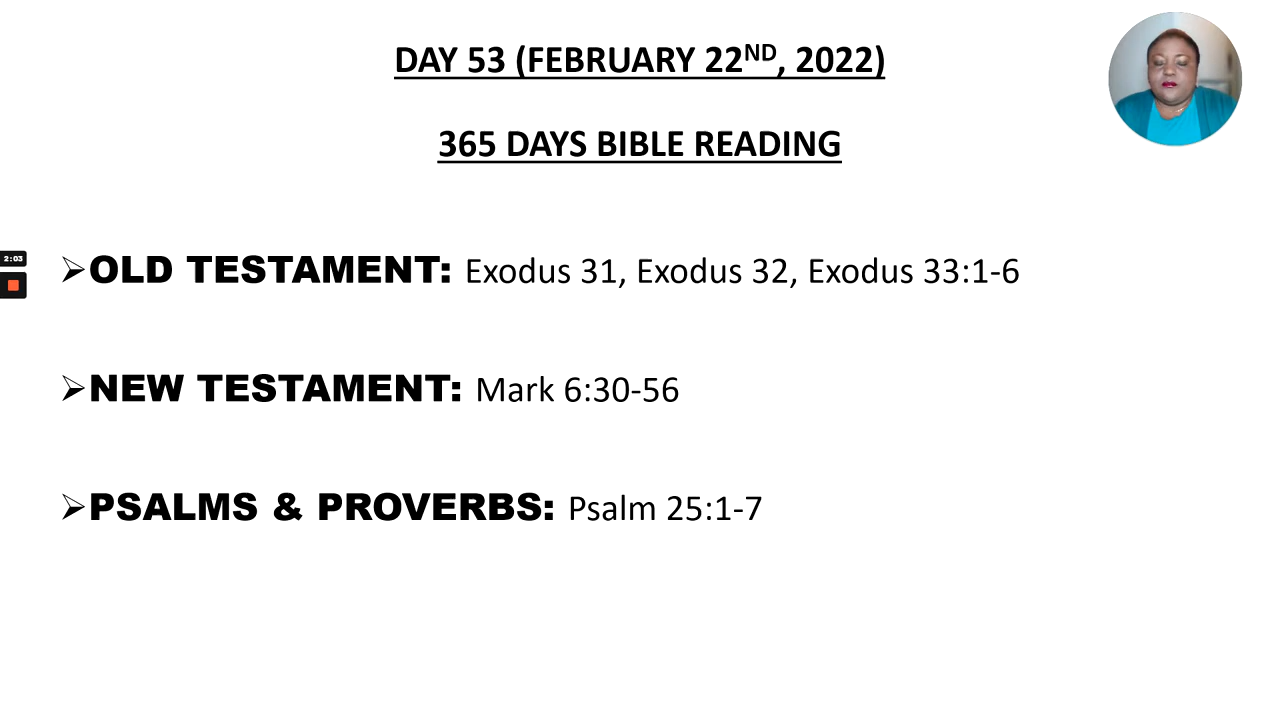 DAY 53 (FEBRUARY 22ND, 2022)
365 DAYS BIBLE READING
2:03
➢OLD TESTAMENT: Exodus 31, Exodus 32, Exodus 33:1-6
➢NEW TESTAMENT: Mark 6:30-56
➢PSALMS & PROVERBS: Psalm 25:1-7